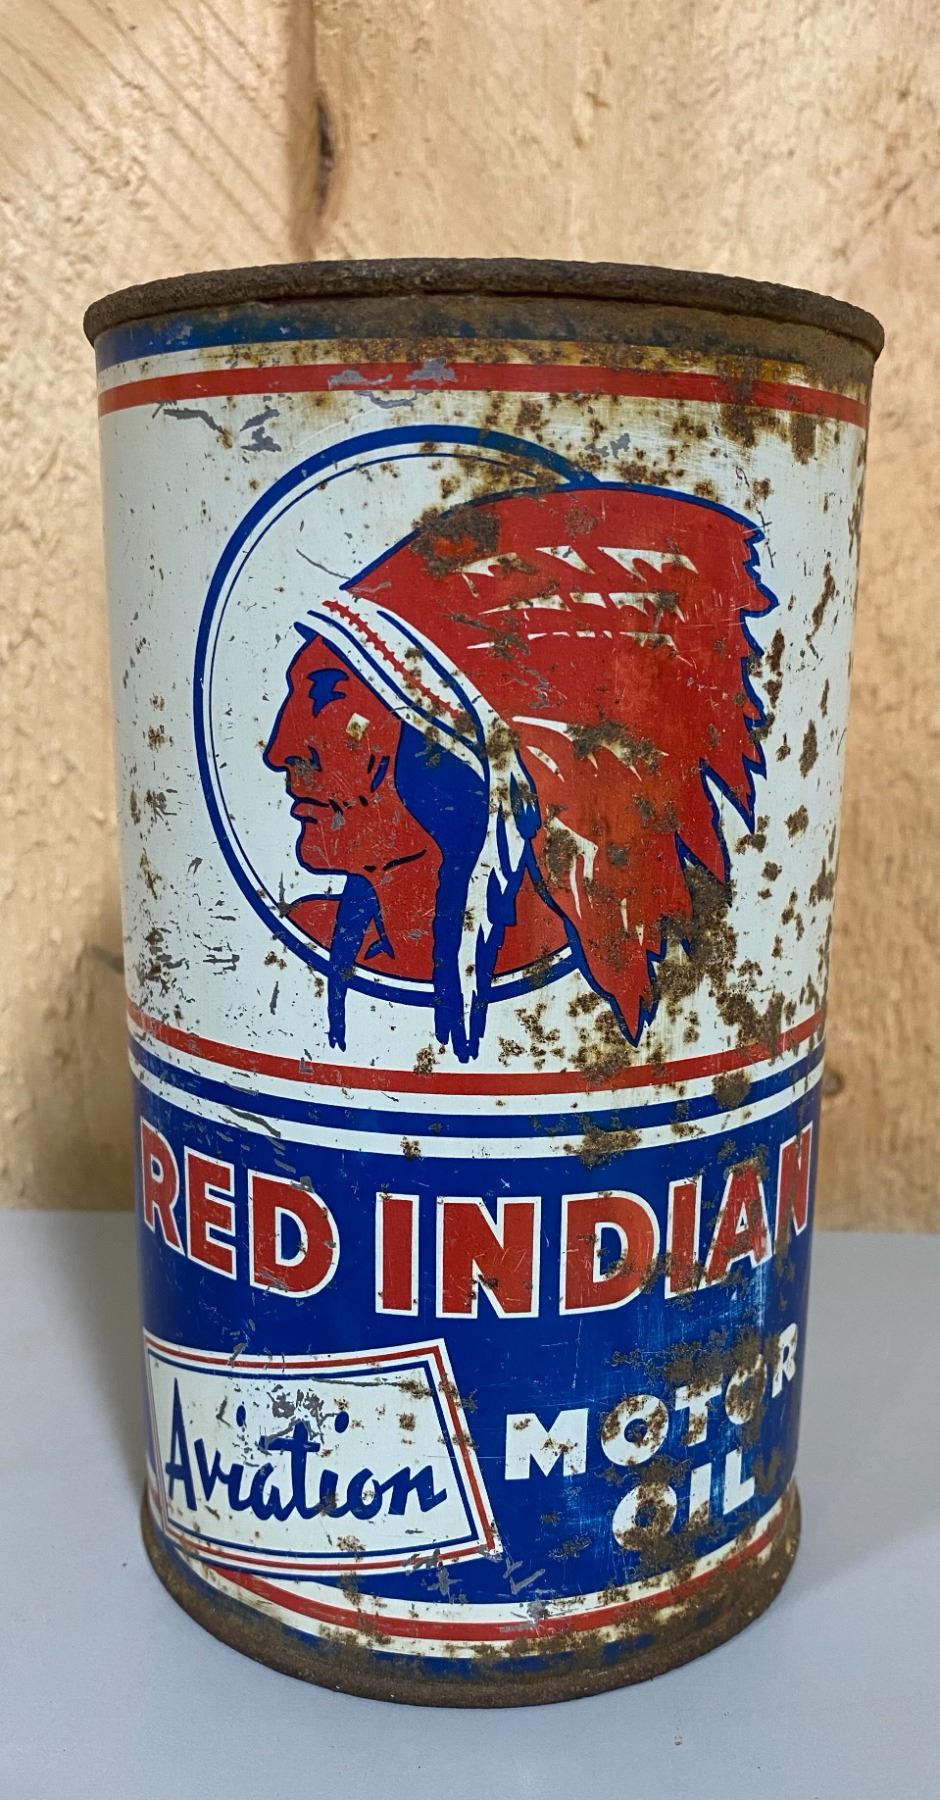 RED INDIAN
Aviation
MOTOR
OIL